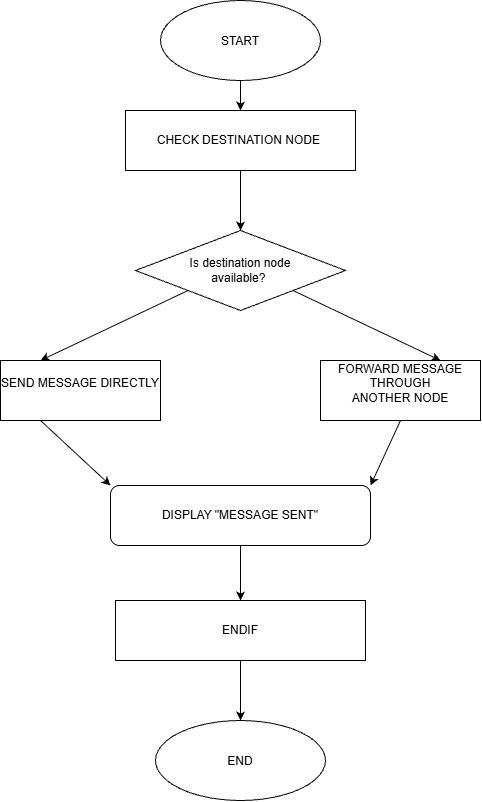 START
CHECK DESTINATION NODE
Is destination node
available?
SEND MESSAGE DIRECTLY
FORWARD MESSAGE
THROUGH
ANOTHER NODE
DISPLAY "MESSAGE SENT"
ENDIF
END